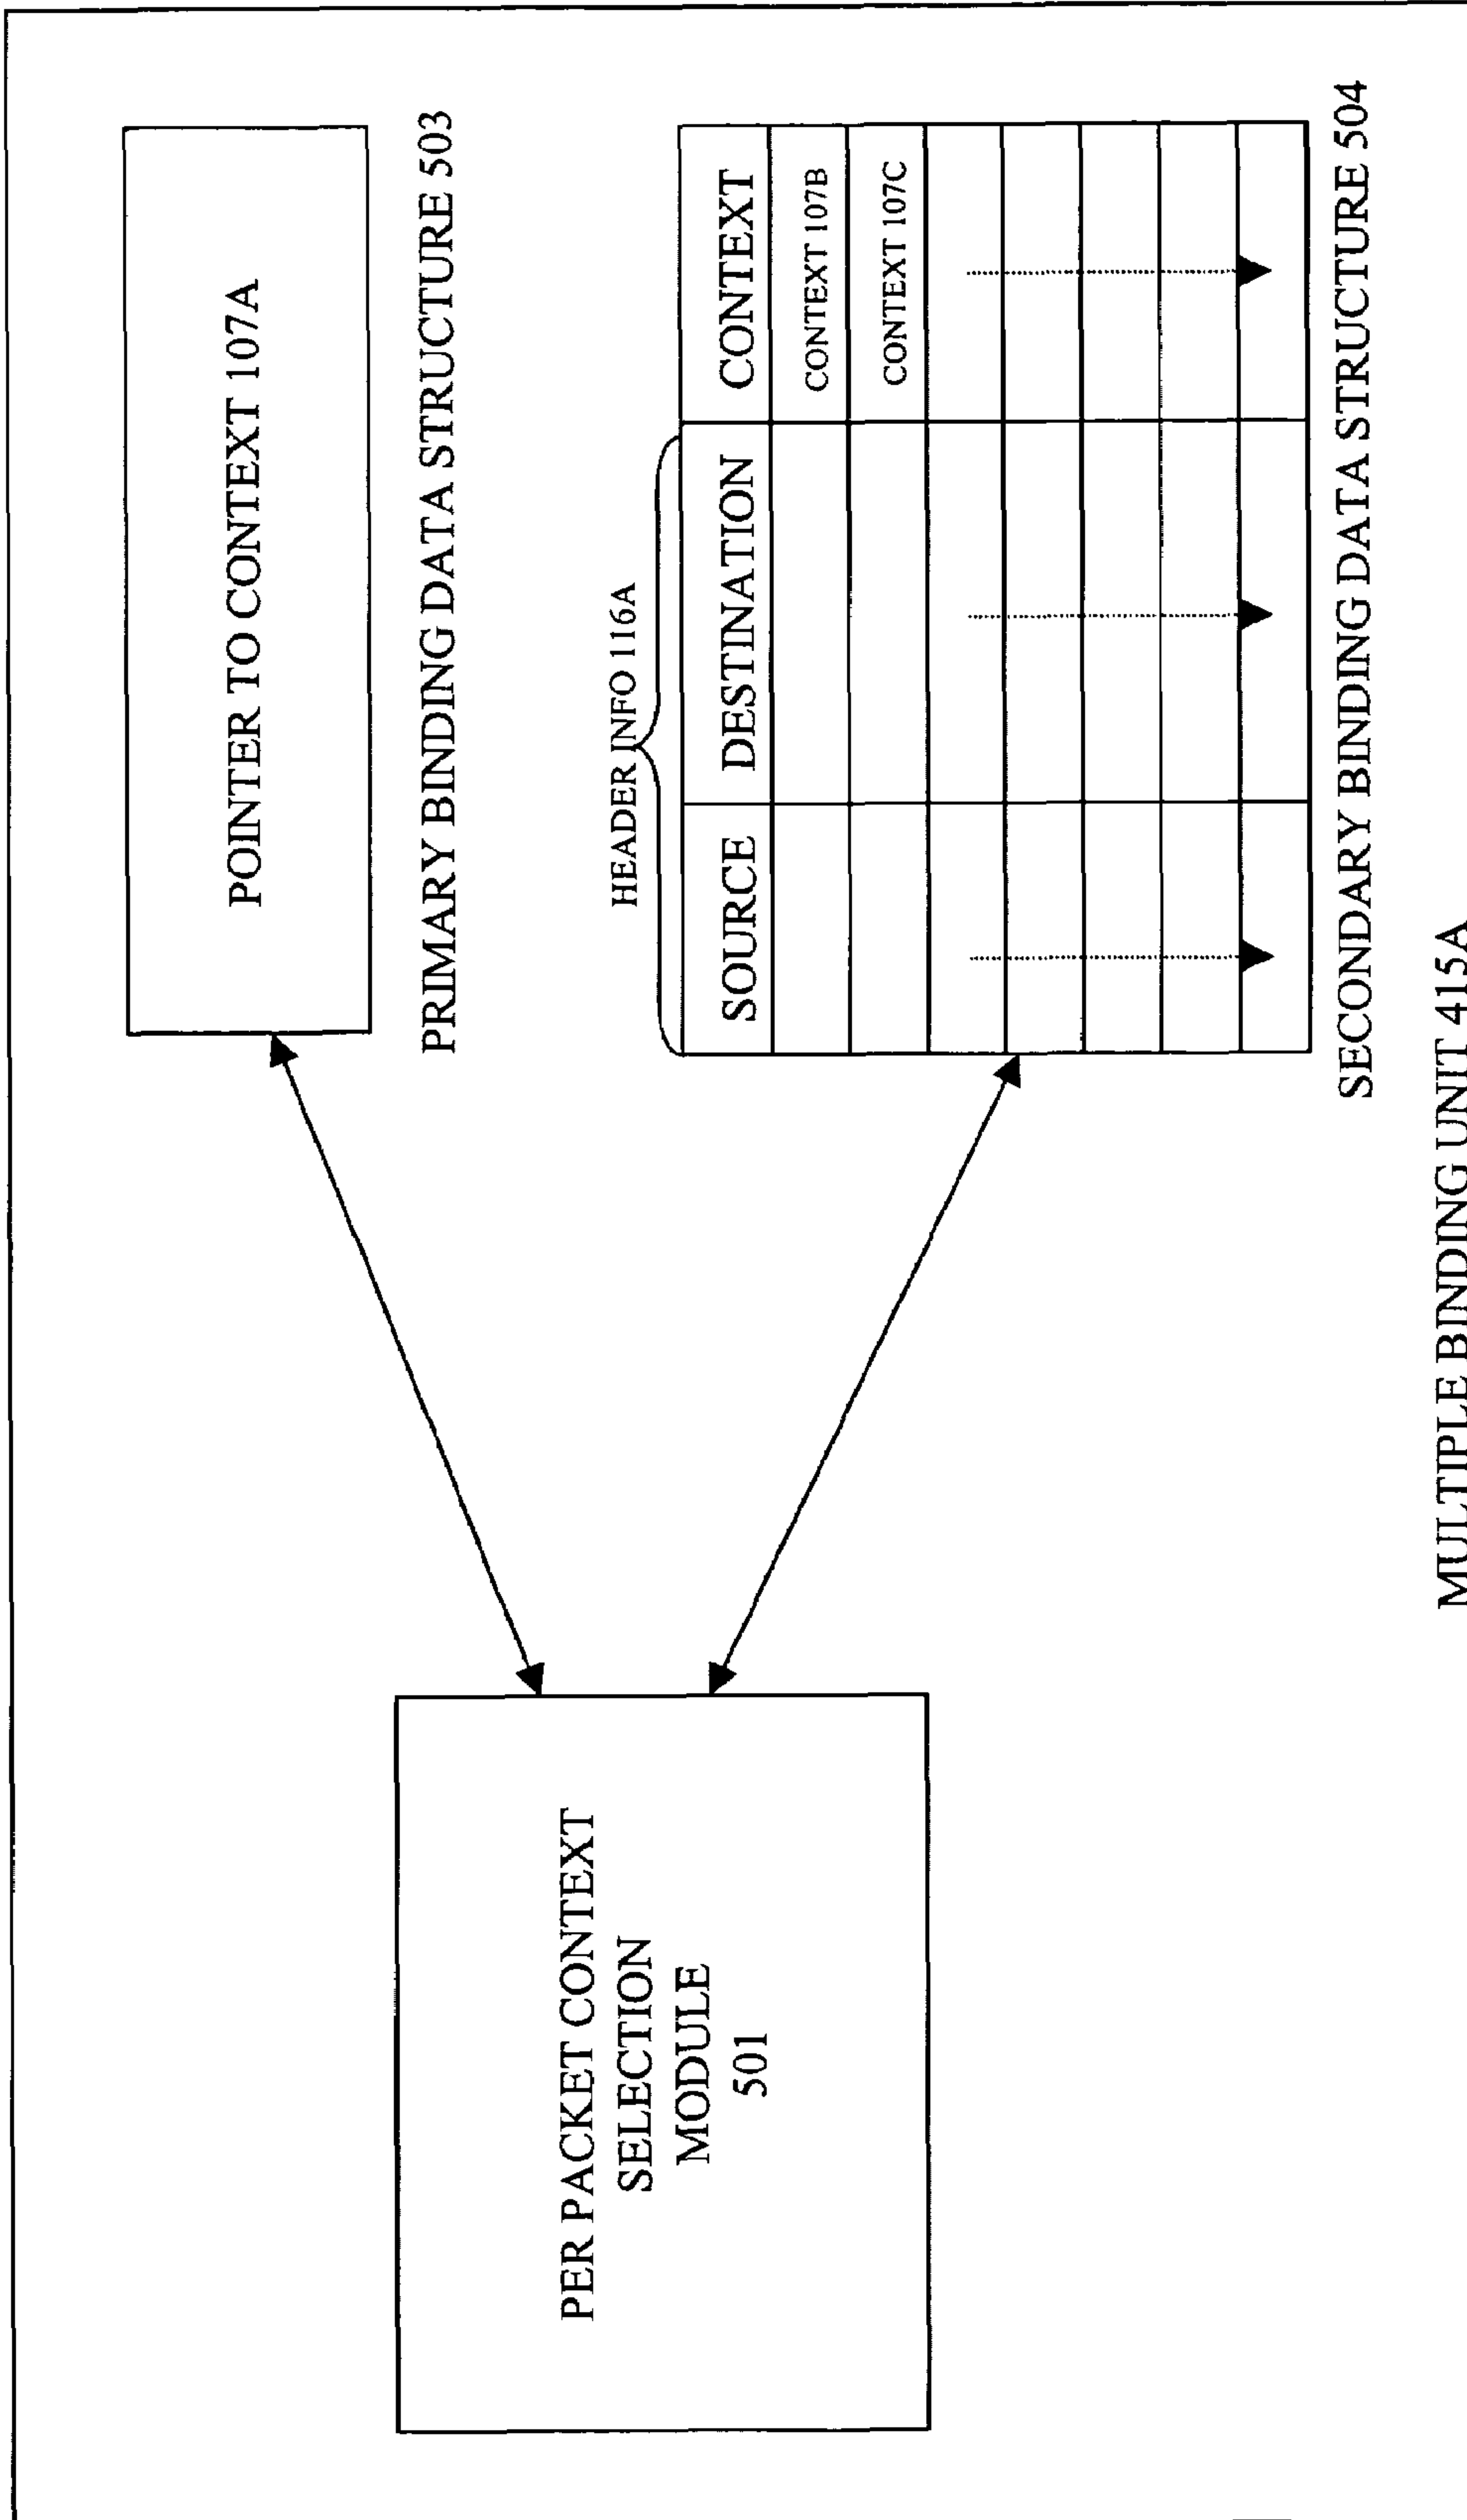 PER PACKET CONTEXT
SELECTION
MODULE
501
POINTER TO CONTEXT 107A
PRIMARY BINDING DATA STRUCTURE 503
HEADER INFO 116A
SOURCE DESTINATION CONTEXT
CONTEXT 107B
CONTEXT 107C
SECONDARY BINDING DATA STRUCTURE 504
MULTIPLE BINDING UNIT 415A